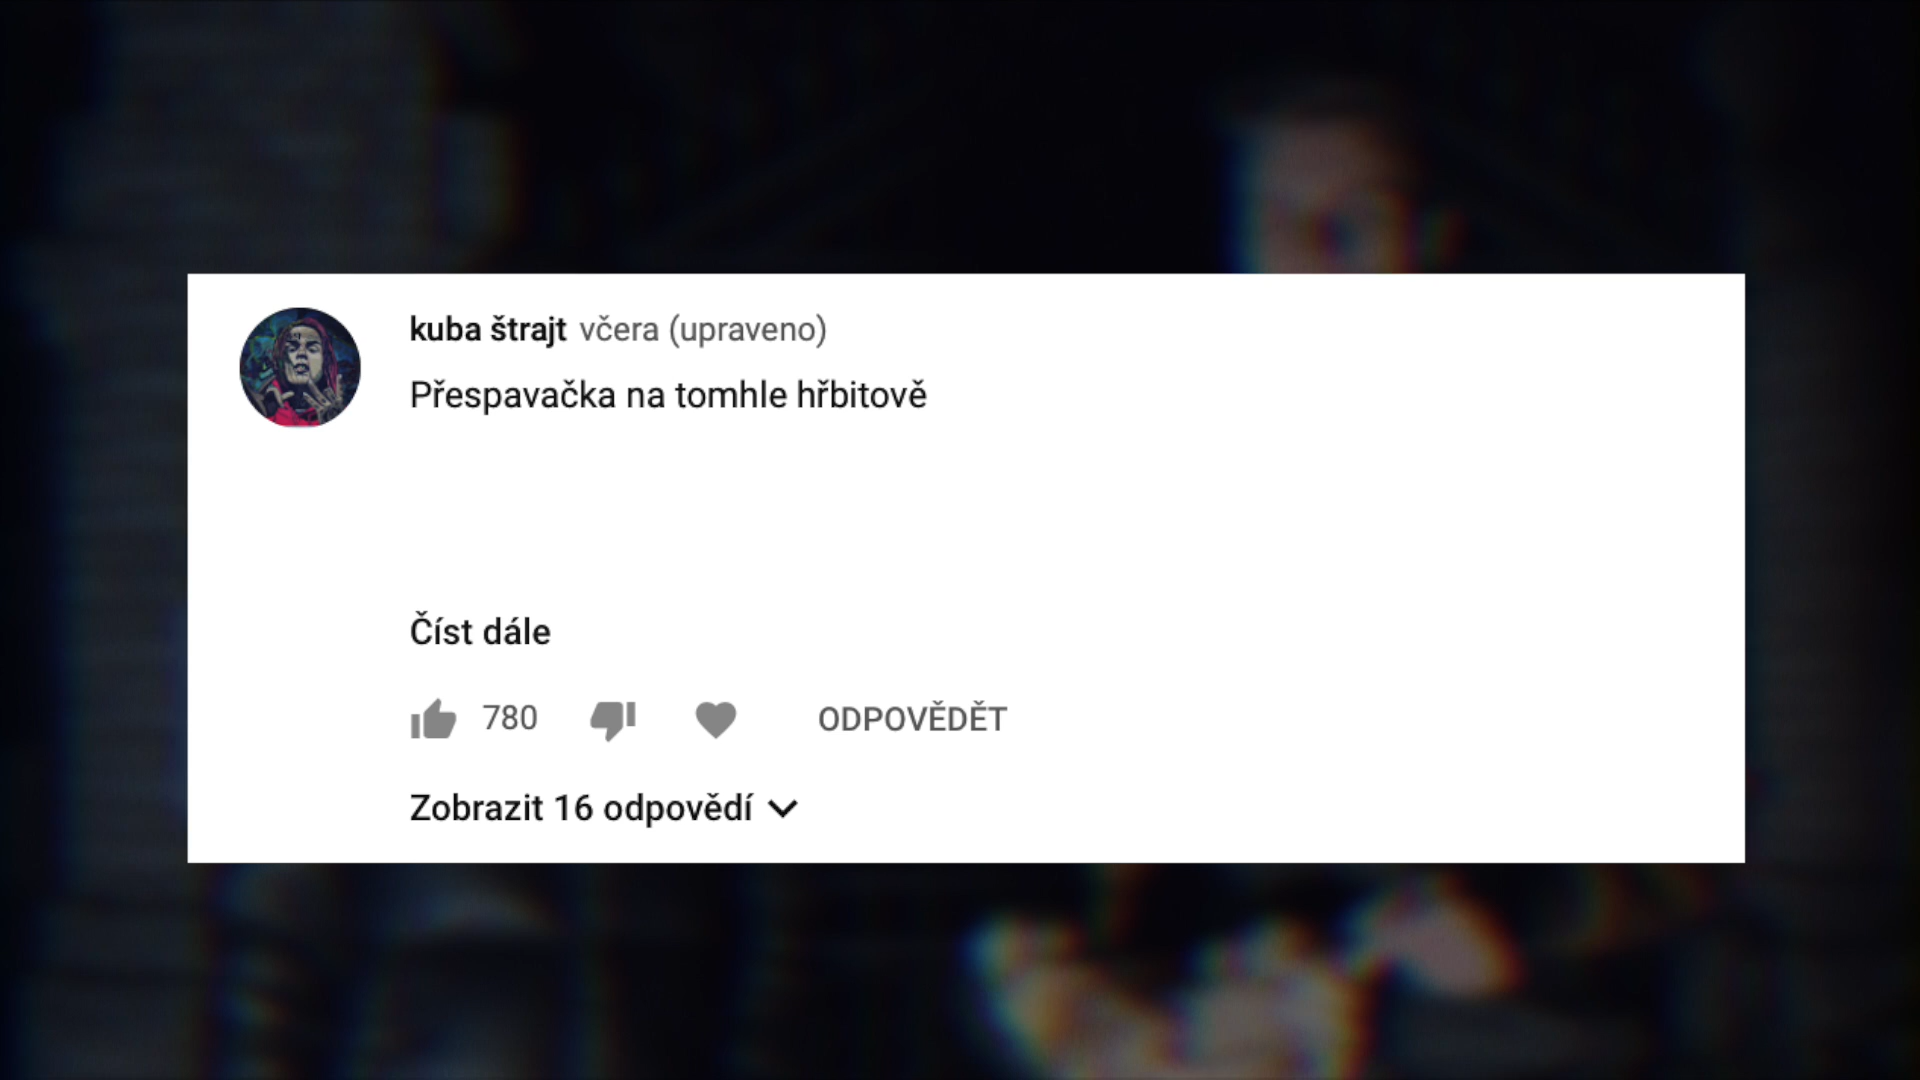 kuba štrajt včera (upraveno)
Přespavačka na tomhle hřbitově
Číst dále
780 ODPOVĚDĚT
Zobrazit 16 odpovědí